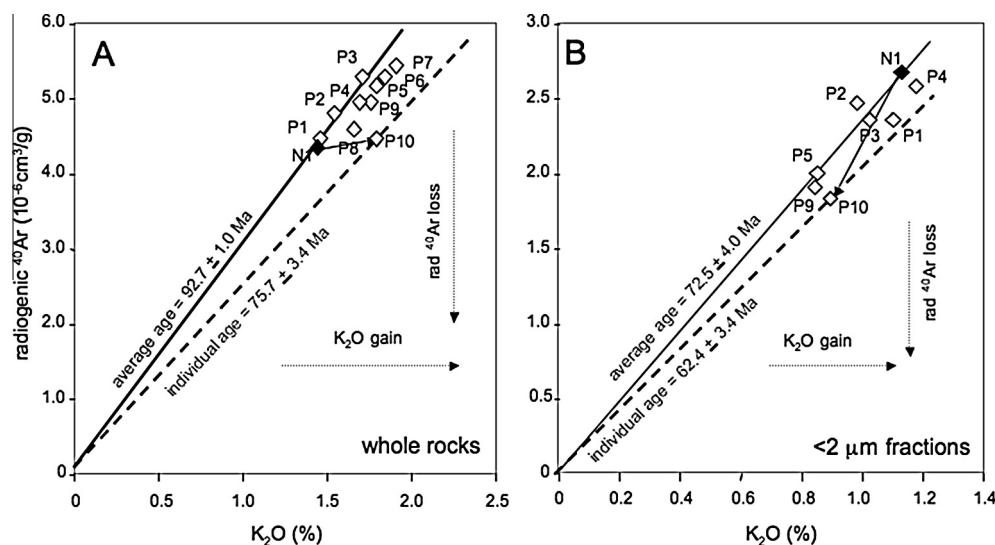 A
6.0
5.0
4.0
3.0
2.0
1.0
0
radiogenic ⁴⁰Ar (10⁻⁶cm³/g)
P3
P7
P4
P6
P2
P5
P9
P1
N1
P8
P10
average age = 92.7 ± 1.0 Ma
individual age = 75.7 ± 3.4 Ma
rad ⁴⁰Ar loss
K₂O gain
whole rocks
0
0.5
1.0
1.5
2.0
2.5
K₂O (%)
B
3.0
2.5
2.0
1.5
1.0
0.5
0
N1
P4
P2
P3
P1
P5
P9
P10
average age = 72.5 ± 4.0 Ma
individual age = 62.4 ± 3.4 Ma
rad ⁴⁰Ar loss
K₂O gain
<2 μm fractions
0
0.2
0.4
0.6
0.8
1.0
1.2
1.4
K₂O (%)